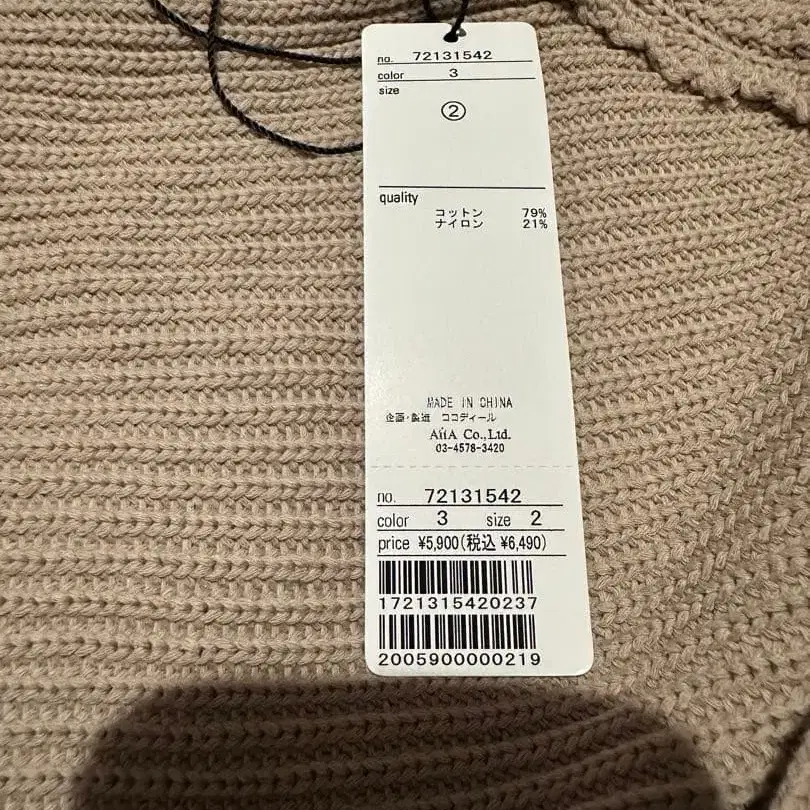 no. 72131542
color 3
size
②
quality
コットン 79%
ナイロン 21%
MADE IN CHINA
企画・製造 ココディール
AiiA Co.,Ltd.
03-4578-3420
no. 72131542
color 3 size 2
price ¥5,900(税込 ¥6,490)
1721315420237
2005900000219